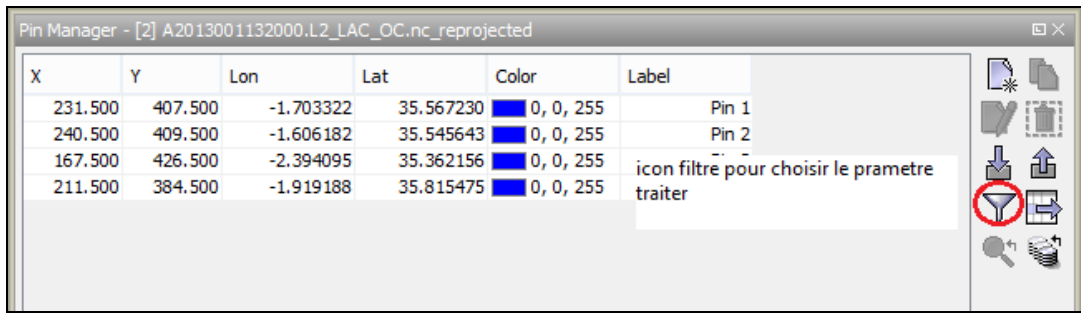 Pin Manager - [2] A2013001132000.L2_LAC_OC.nc_reprojected
X Y Lon Lat Color Label
231.500 407.500 -1.703322 35.567230 0, 0, 255 Pin 1
240.500 409.500 -1.606182 35.545643 0, 0, 255 Pin 2
167.500 426.500 -2.394095 35.362156 0, 0, 255
211.500 384.500 -1.919188 35.815475 0, 0, 255
icon filtre pour choisir le prametre
traiter